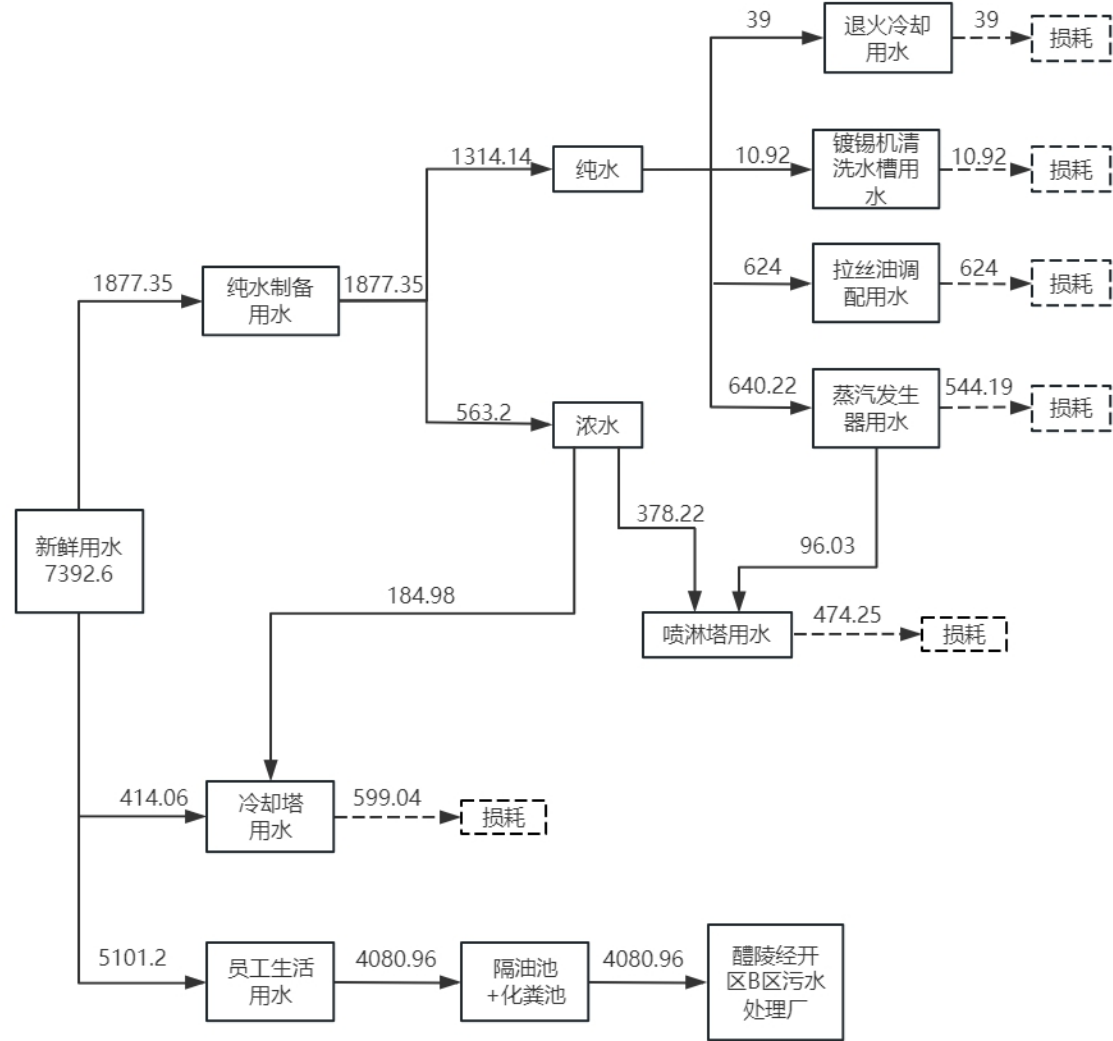 39
退火冷却
用水
39
损耗
1314.14
纯水
10.92
镀锡机清
洗水槽用
水
10.92
损耗
1877.35
纯水制备
用水
1877.35
624
拉丝油调
配用水
624
损耗
563.2
浓水
640.22
蒸汽发生
器用水
544.19
损耗
新鲜用水
7392.6
378.22
96.03
184.98
喷淋塔用水
474.25
损耗
414.06
冷却塔
用水
599.04
损耗
5101.2
员工生活
用水
4080.96
隔油池
+化粪池
4080.96
醴陵经开
区B区污水
处理厂